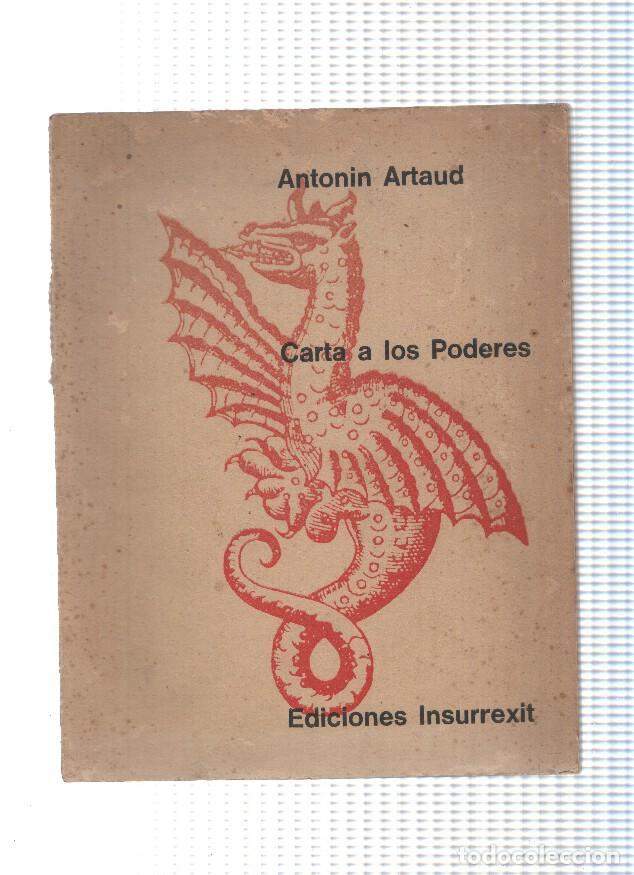 Antonin Artaud
Carta a los Poderes
Ediciones Insurrexit
todocoleccion